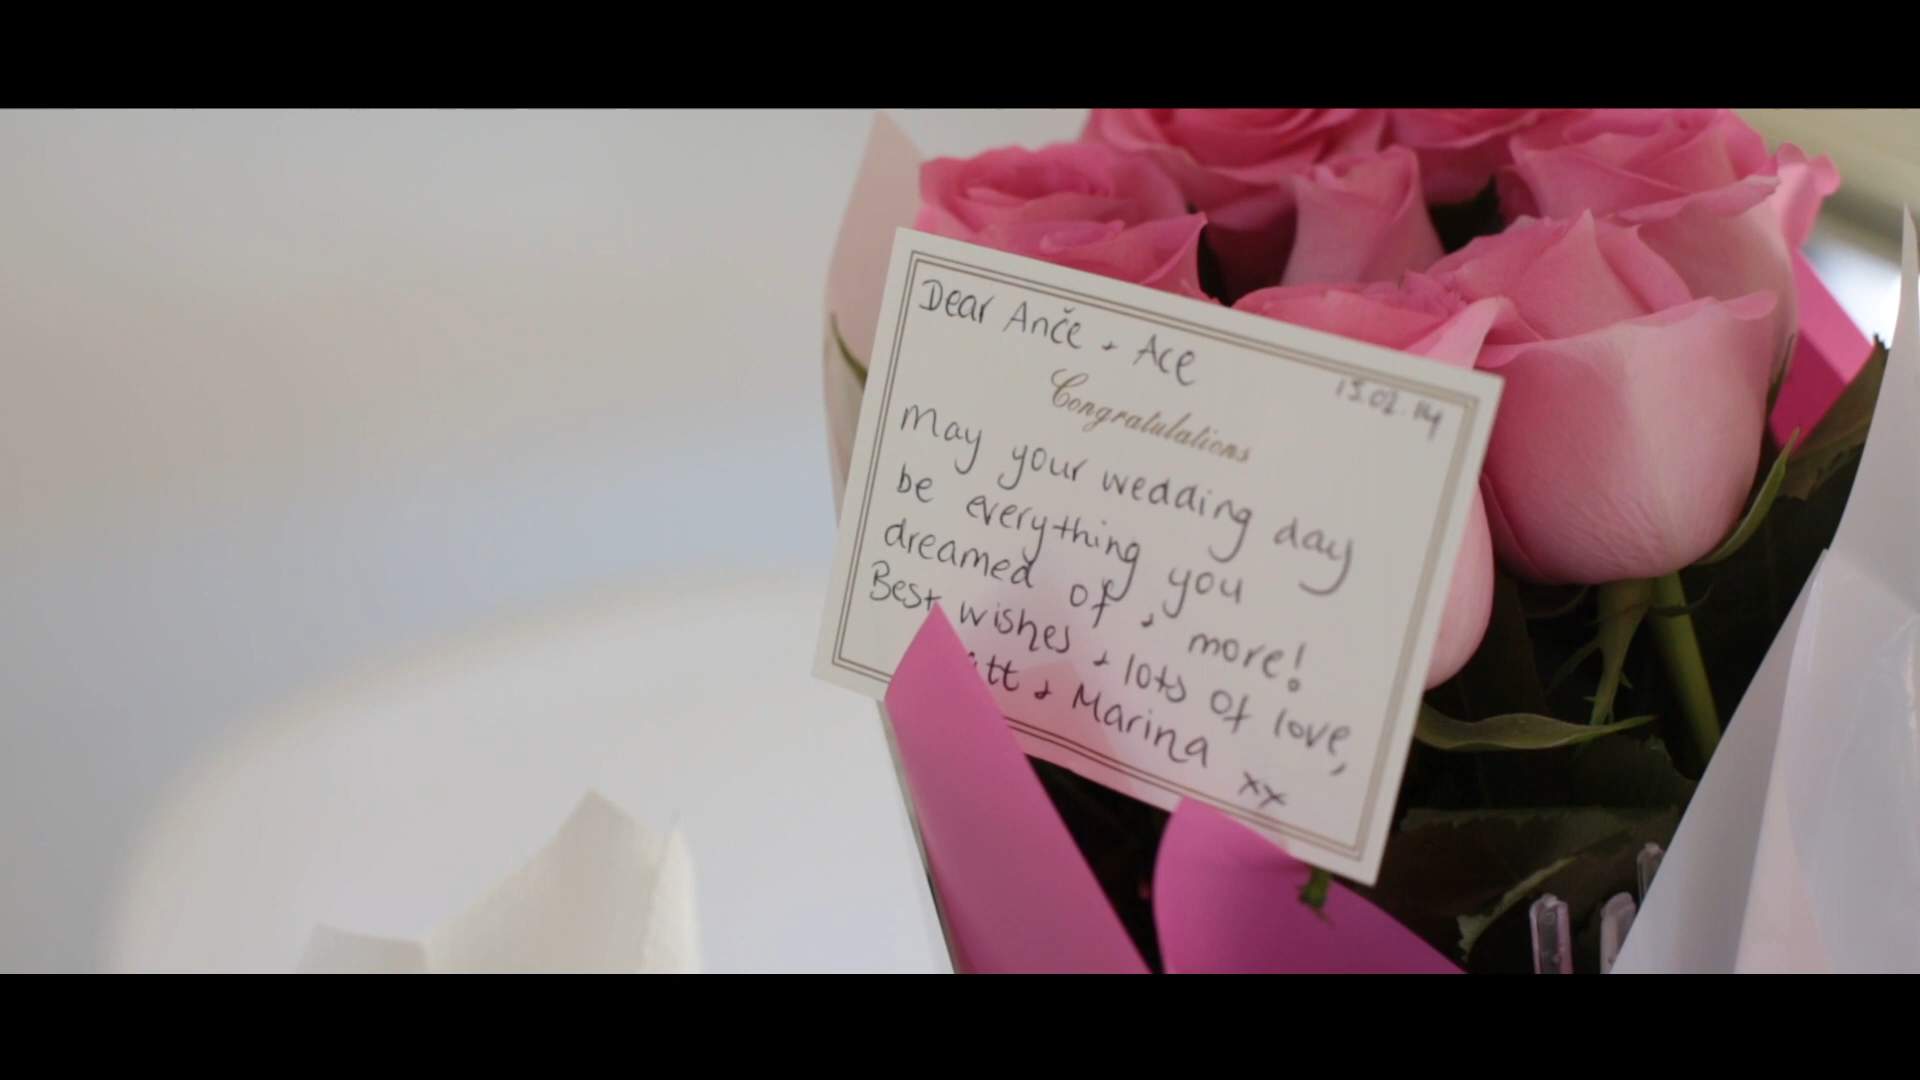 Dear Anče + Ace
15.02.14
Congratulations
May your wedding day
be everything you
dreamed of + more!
Best wishes + lots of love,
+ Marina
xx